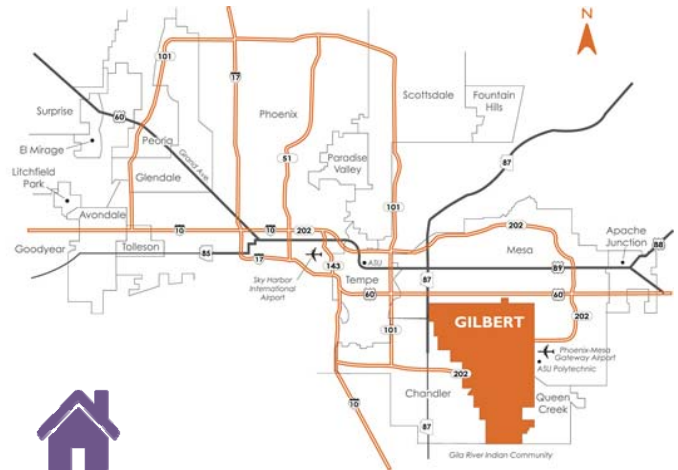 N
101
17
Surprise
60
Peoria
El Mirage
Grand Ave.
Litchfield
Park
Glendale
Avondale
Phoenix
51
Paradise
Valley
Scottsdale
Fountain
Hills
101
87
10
10
202
202
Goodyear
Tolleson
85
17
Sky Harbor
International
Airport
143
ASU
Tempe
60
Mesa
Apache
Junction
88
89
87
60
202
101
GILBERT
Phoenix-Mesa
Gateway Airport
ASU Polytechnic
202
Chandler
Queen
Creek
10
87
Gila River Indian Community